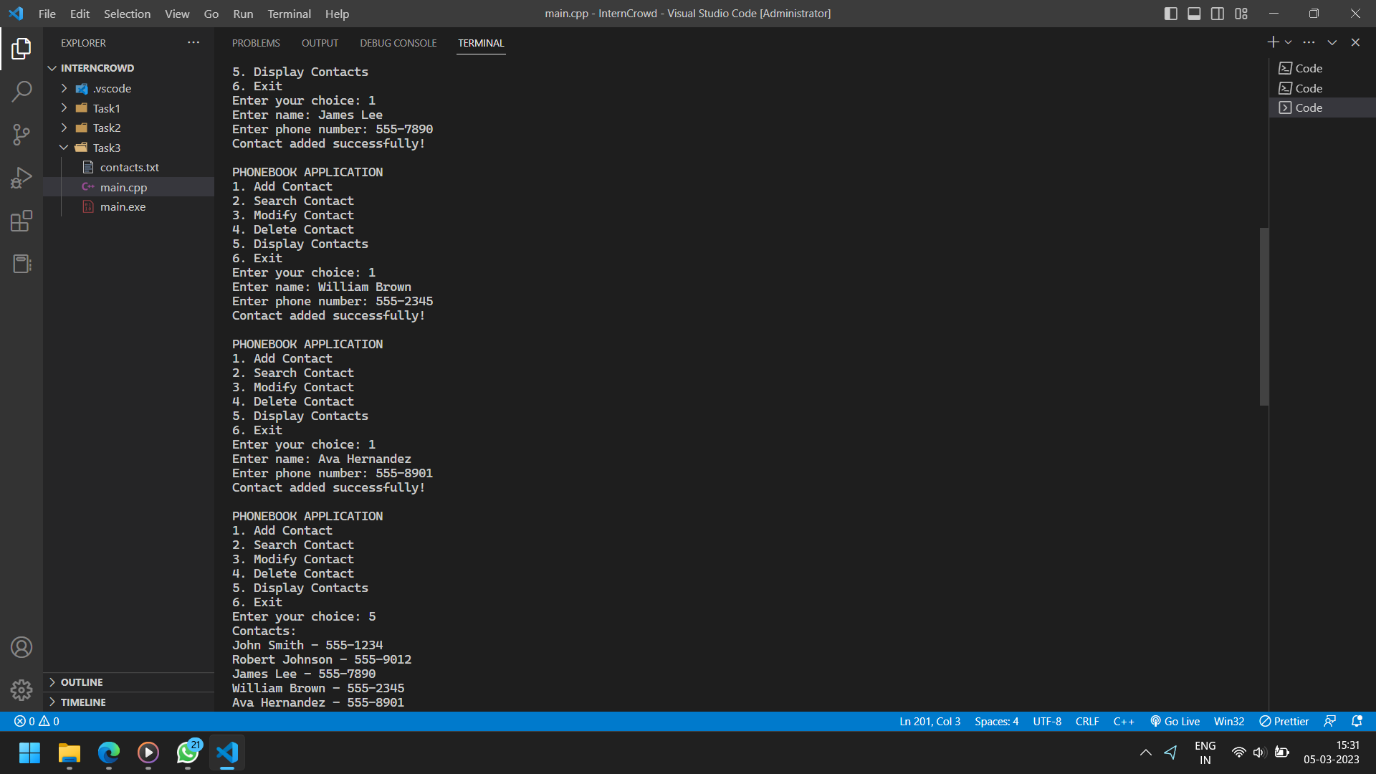 File Edit Selection View Go Run Terminal Help
main.cpp - InternCrowd - Visual Studio Code [Administrator]
EXPLORER
INTERNCROWD
.vscode
Task1
Task2
Task3
contacts.txt
C++ main.cpp
main.exe
OUTLINE
TIMELINE
PROBLEMS OUTPUT DEBUG CONSOLE TERMINAL
5. Display Contacts
6. Exit
Enter your choice: 1
Enter name: James Lee
Enter phone number: 555-7890
Contact added successfully!
PHONEBOOK APPLICATION
1. Add Contact
2. Search Contact
3. Modify Contact
4. Delete Contact
5. Display Contacts
6. Exit
Enter your choice: 1
Enter name: William Brown
Enter phone number: 555-2345
Contact added successfully!
PHONEBOOK APPLICATION
1. Add Contact
2. Search Contact
3. Modify Contact
4. Delete Contact
5. Display Contacts
6. Exit
Enter your choice: 1
Enter name: Ava Hernandez
Enter phone number: 555-8901
Contact added successfully!
PHONEBOOK APPLICATION
1. Add Contact
2. Search Contact
3. Modify Contact
4. Delete Contact
5. Display Contacts
6. Exit
Enter your choice: 5
Contacts:
John Smith - 555-1234
Robert Johnson - 555-9012
James Lee - 555-7890
William Brown - 555-2345
Ava Hernandez - 555-8901
Code
Code
Code
0 0
Ln 201, Col 3 Spaces: 4 UTF-8 CRLF C++ Go Live Win32 Prettier
21
ENG
IN
15:31
05-03-2023